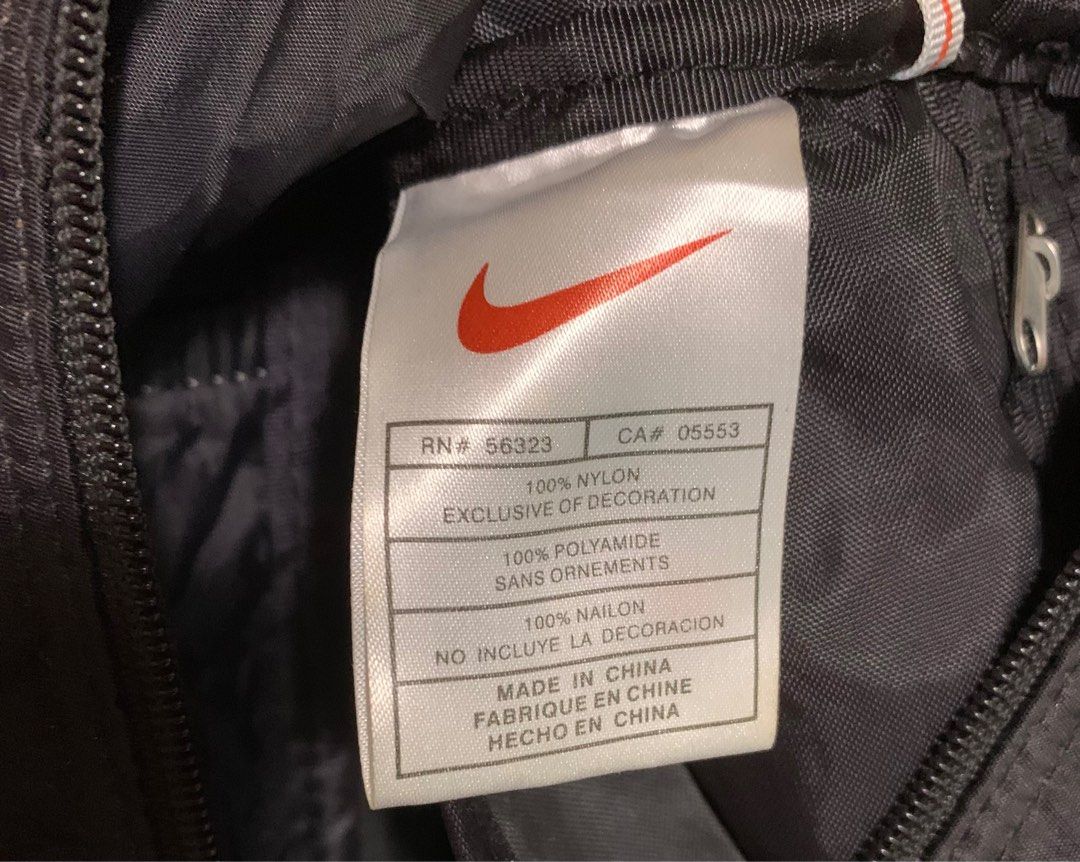 RN# 56323 CA# 05553
100% NYLON
EXCLUSIVE OF DECORATION
100% POLYAMIDE
SANS ORNEMENTS
100% NAILON
NO INCLUYE LA DECORACION
MADE IN CHINA
FABRIQUE EN CHINE
HECHO EN CHINA